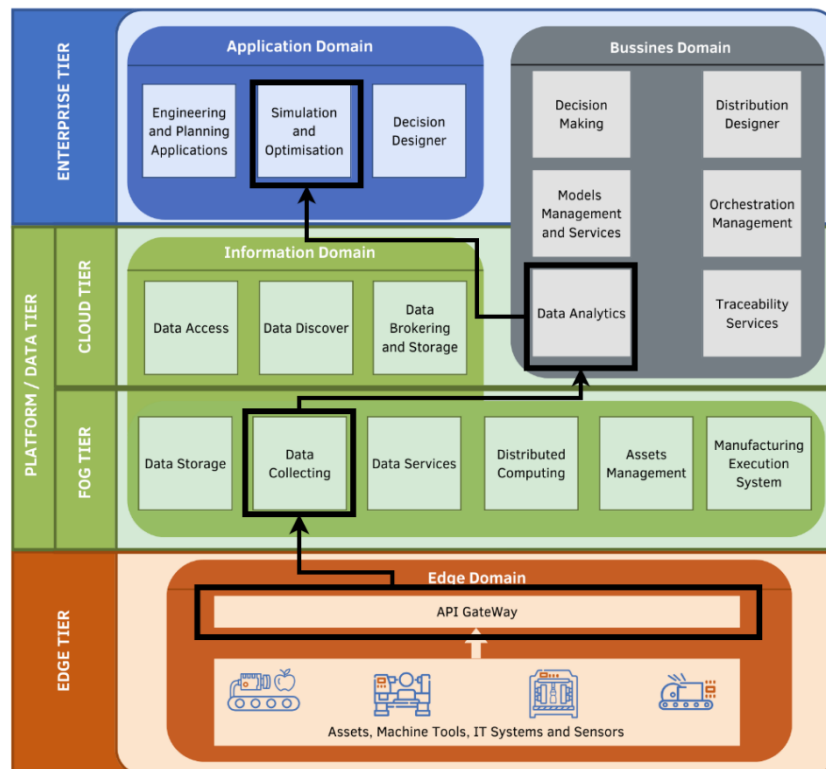 ENTERPRISE TIER
Application Domain
Engineering
and Planning
Applications
Simulation
and
Optimisation
Decision
Designer
Bussines Domain
Decision
Making
Distribution
Designer
Models
Management
and Services
Orchestration
Management
Data Analytics
Traceability
Services
PLATFORM / DATA TIER
CLOUD TIER
Information Domain
Data Access
Data Discover
Data
Brokering
and Storage
FOG TIER
Data Storage
Data
Collecting
Data Services
Distributed
Computing
Assets
Management
Manufacturing
Execution
System
EDGE TIER
Edge Domain
API GateWay
Assets, Machine Tools, IT Systems and Sensors